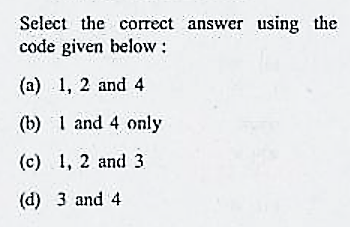 Select the correct answer using the
code given below :
(a) 1, 2 and 4
(b) 1 and 4 only
(c) 1, 2 and 3
(d) 3 and 4